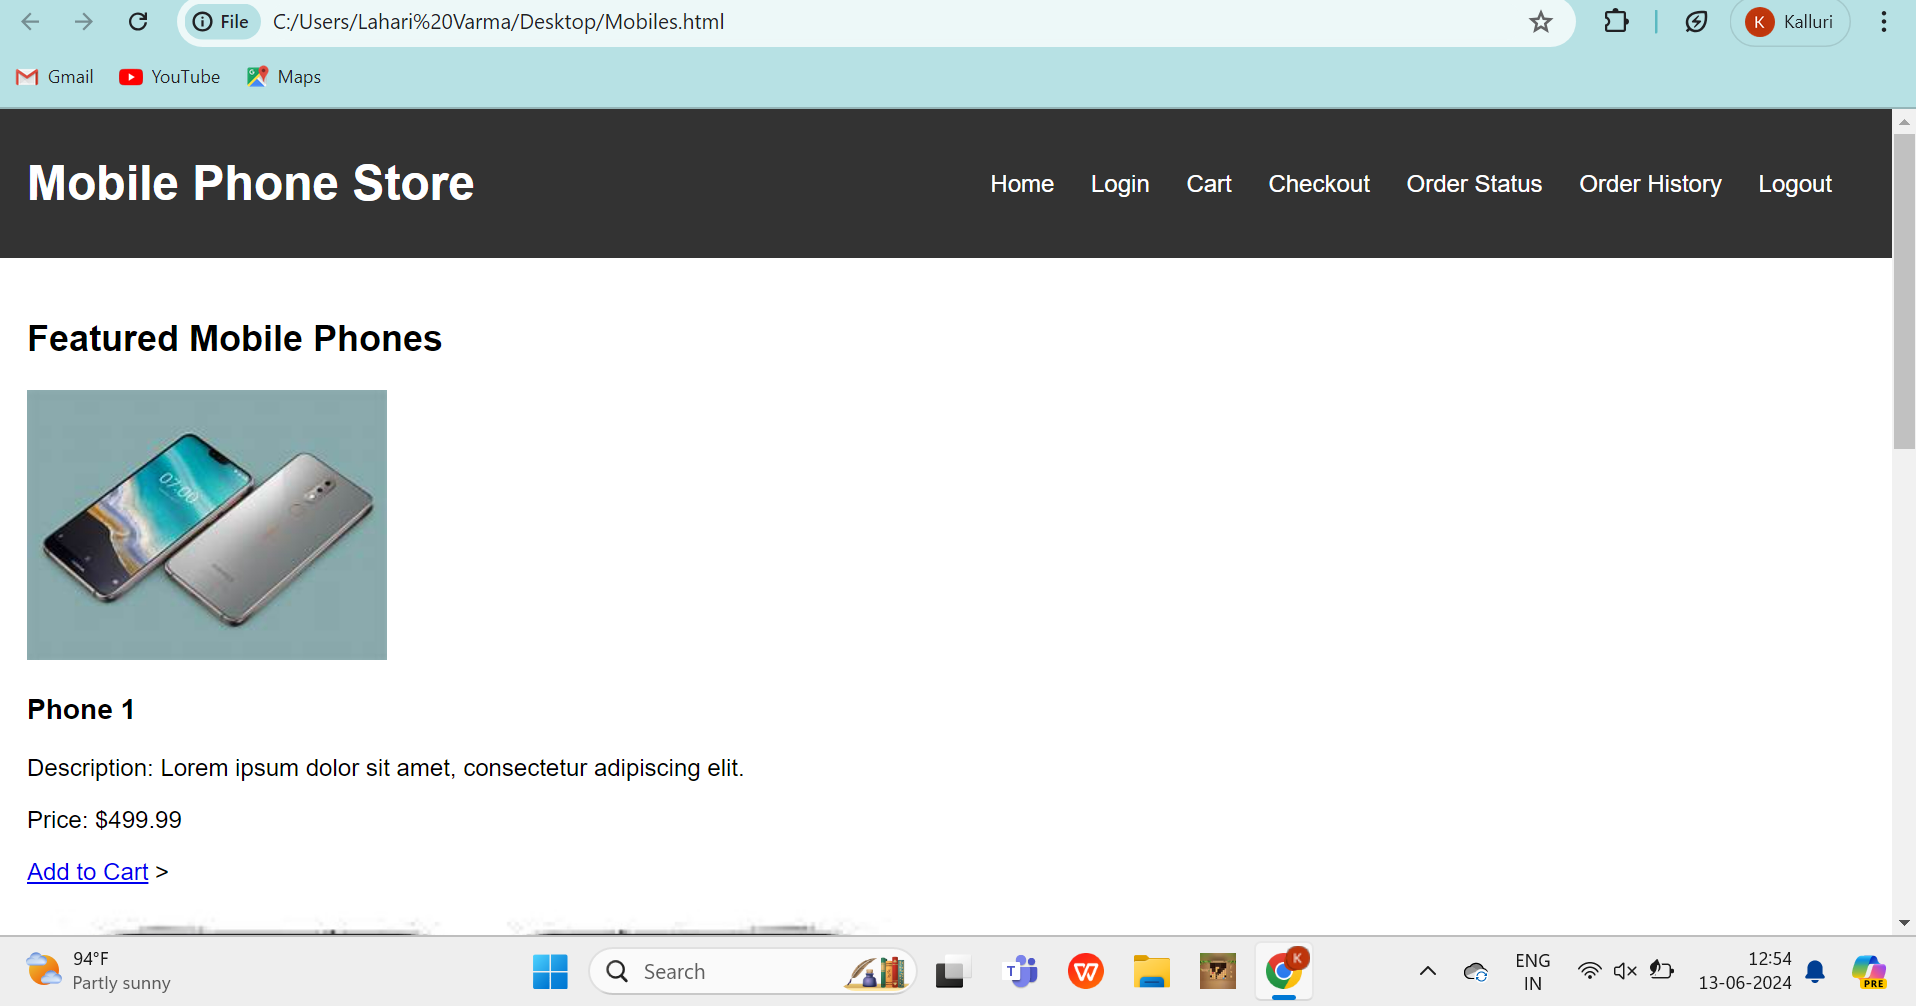 File C:/Users/Lahari%20Varma/Desktop/Mobiles.html K Kalluri
Gmail YouTube Maps
Mobile Phone Store Home Login Cart Checkout Order Status Order History Logout
Featured Mobile Phones
07:00
Phone 1
Description: Lorem ipsum dolor sit amet, consectetur adipiscing elit.
Price: $499.99
Add to Cart >
94°F
Partly sunny
Search
T
W
K
ENG
IN
12:54
13-06-2024
PRE